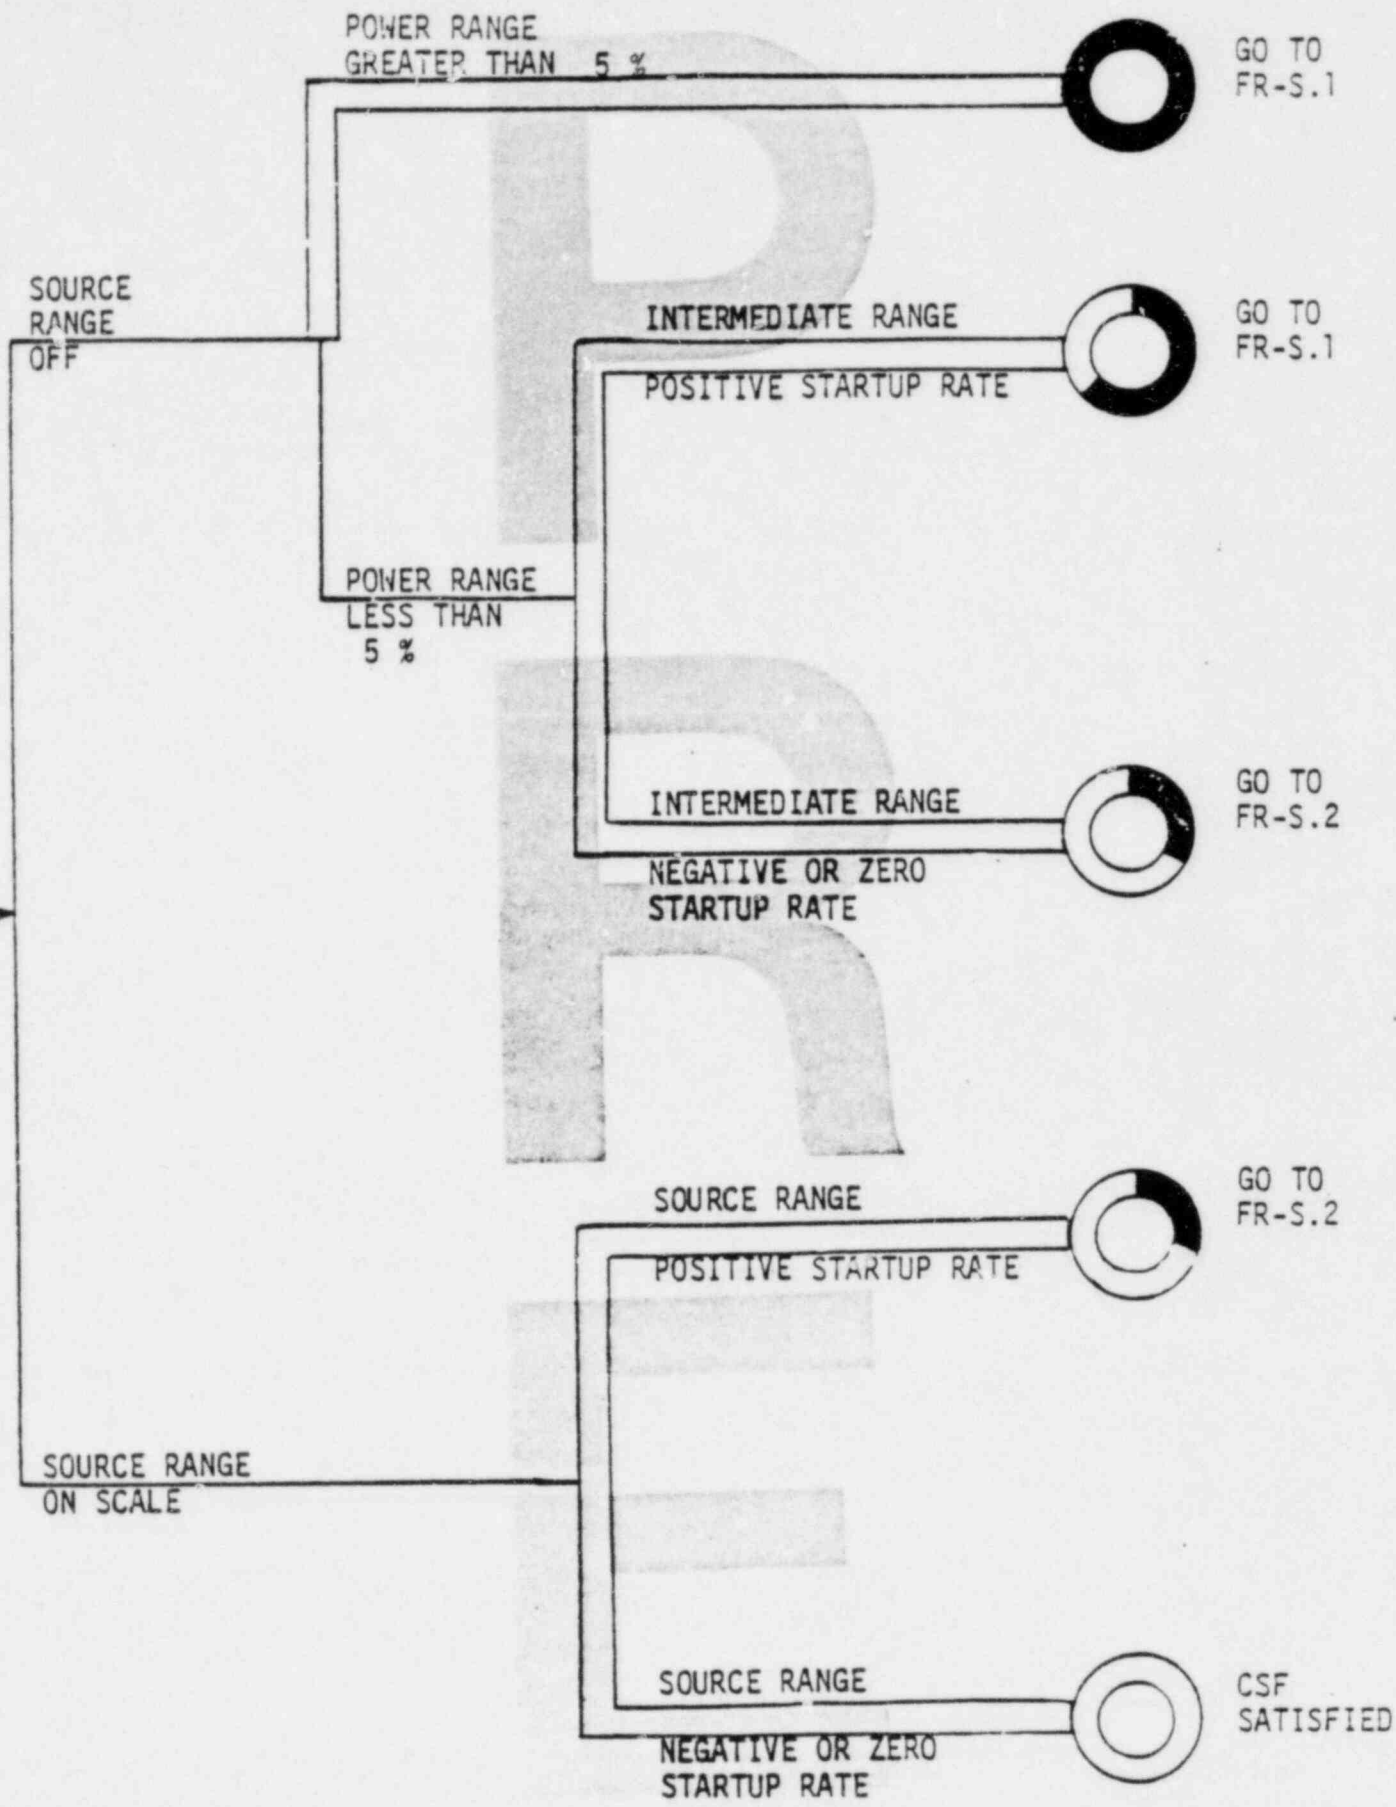 POWER RANGE
GREATER THAN 5 %
GO TO
FR-S.1
SOURCE
RANGE
OFF
INTERMEDIATE RANGE
POSITIVE STARTUP RATE
GO TO
FR-S.1
POWER RANGE
LESS THAN
5 %
INTERMEDIATE RANGE
NEGATIVE OR ZERO
STARTUP RATE
GO TO
FR-S.2
SOURCE RANGE
POSITIVE STARTUP RATE
GO TO
FR-S.2
SOURCE RANGE
ON SCALE
SOURCE RANGE
NEGATIVE OR ZERO
STARTUP RATE
CSF
SATISFIED
P
R
E